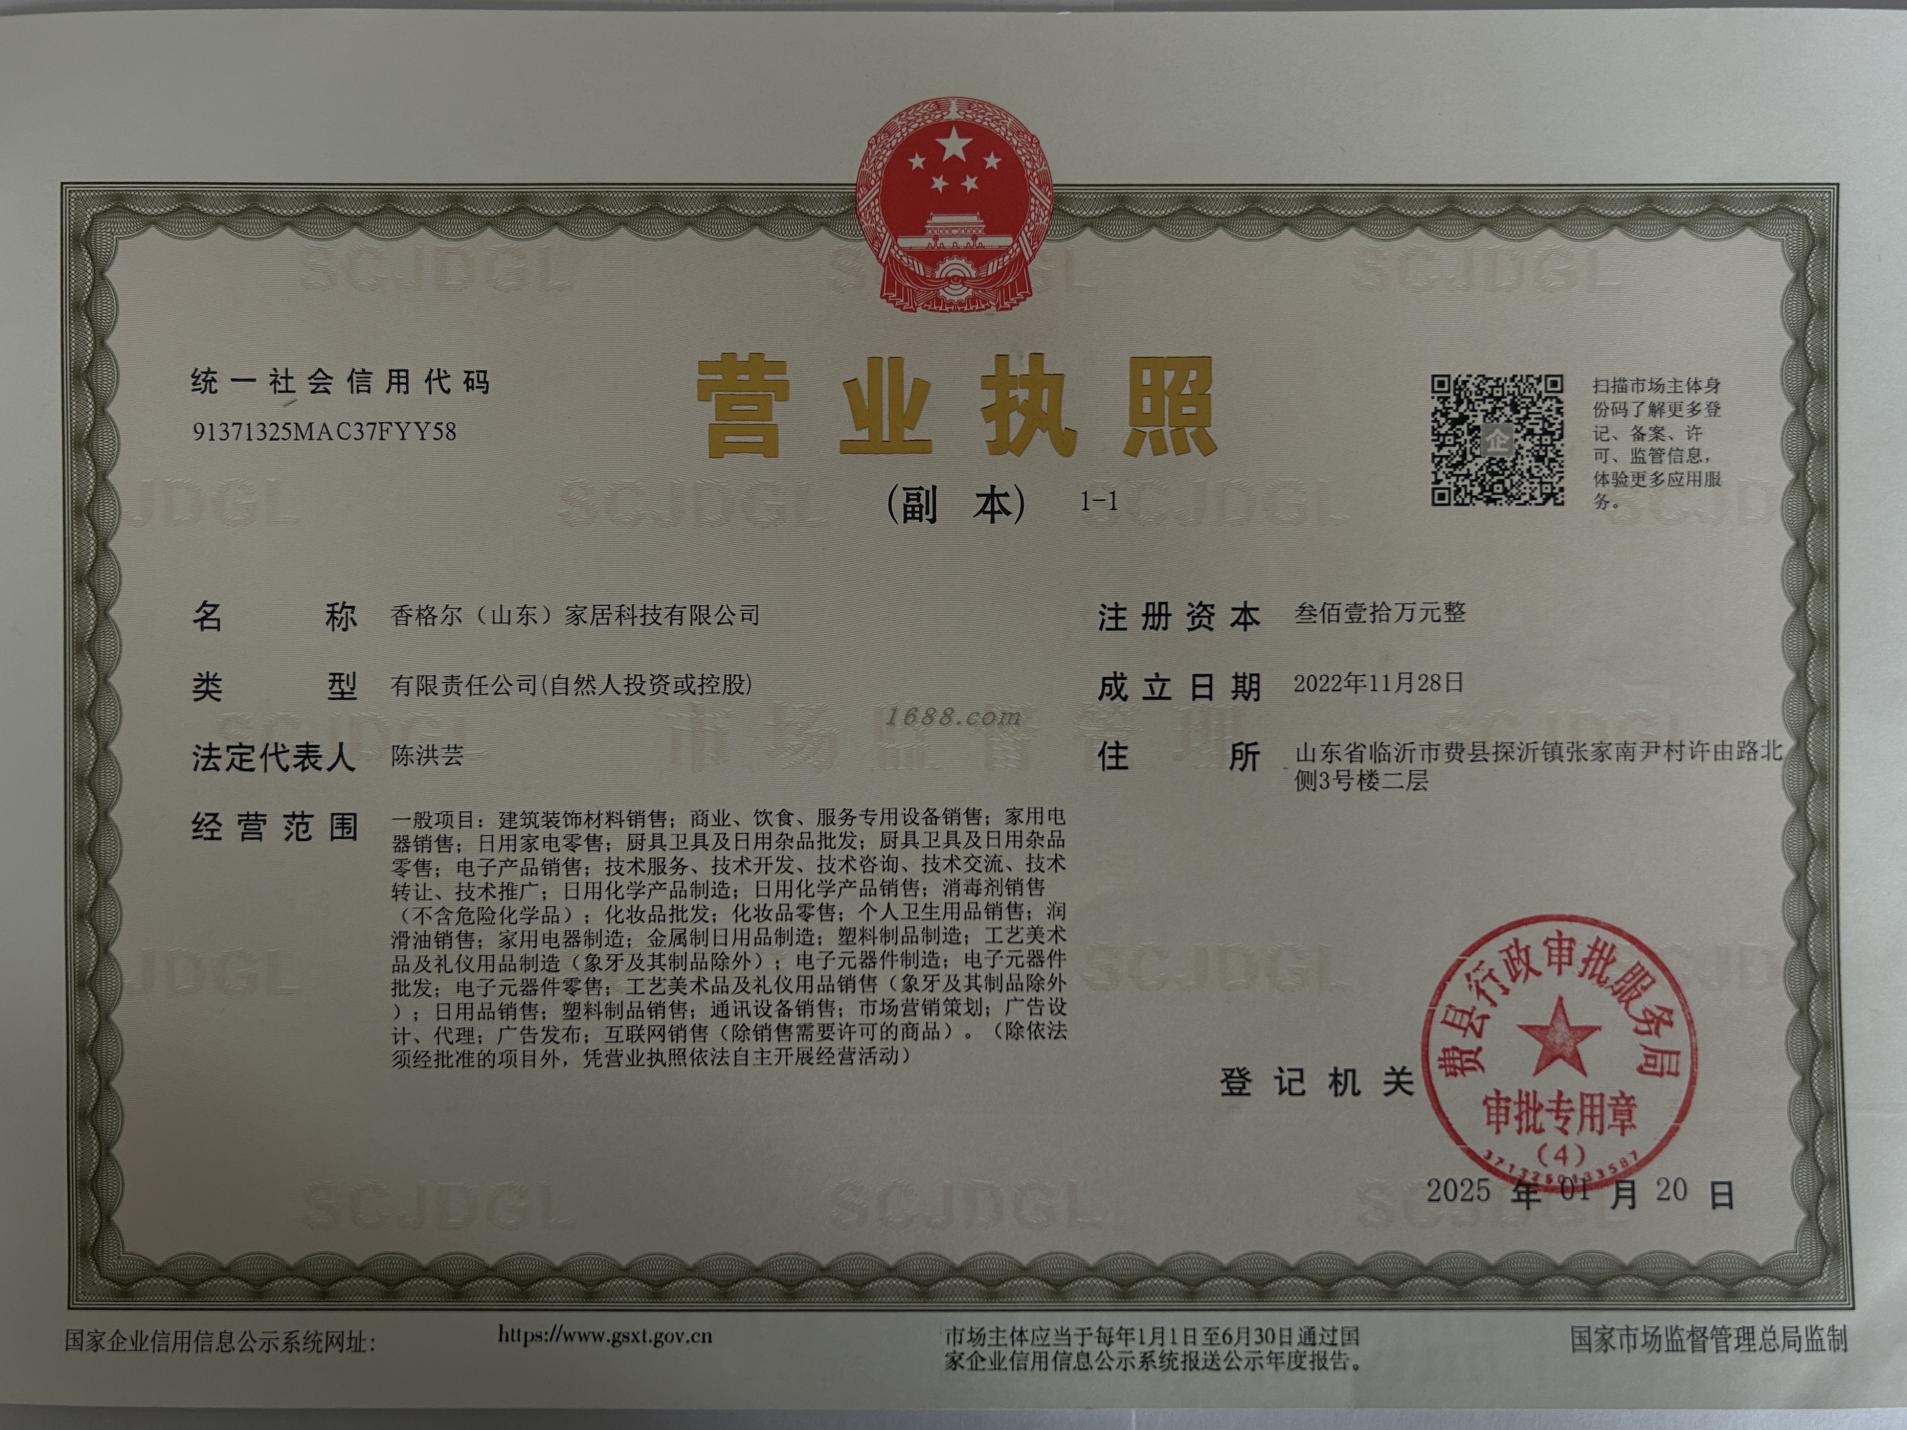 统一社会信用代码
91371325MAC37FYY58
营业执照
(副 本) 1-1
扫描市场主体身
份码了解更多登
记、备案、许
可、监管信息，
体验更多应用服
务。
名称 香格尔（山东）家居科技有限公司
类型 有限责任公司(自然人投资或控股)
法定代表人 陈洪芸
经营范围 一般项目：建筑装饰材料销售；商业、饮食、服务专用设备销售；家用电
器销售；日用家电零售；厨具卫具及日用杂品批发；厨具卫具及日用杂品
零售；电子产品销售；技术服务、技术开发、技术咨询、技术交流、技术
转让、技术推广；日用化学产品制造；日用化学产品销售；消毒剂销售
（不含危险化学品）；化妆品批发；化妆品零售；个人卫生用品销售；润
滑油销售；家用电器制造；金属制日用品制造；塑料制品制造；工艺美术
品及礼仪用品制造（象牙及其制品除外）；电子元器件制造；电子元器件
批发；电子元器件零售；工艺美术品及礼仪用品销售（象牙及其制品除外
）；日用品销售；塑料制品销售；通讯设备销售；市场营销策划；广告设
计、代理；广告发布；互联网销售（除销售需要许可的商品）。（除依法
须经批准的项目外，凭营业执照依法自主开展经营活动）
注册资本 叁佰壹拾万元整
成立日期 2022年11月28日
住所 山东省临沂市费县探沂镇张家南尹村许由路北
侧3号楼二层
1688.com
市场监督管理
SCJDGL
登记机关
费县行政审批服务局
审批专用章
(4)
2025 年 01 月 20 日
国家企业信用信息公示系统网址： https://www.gsxt.gov.cn
市场主体应当于每年1月1日至6月30日通过国
家企业信用信息公示系统报送公示年度报告。
国家市场监督管理总局监制